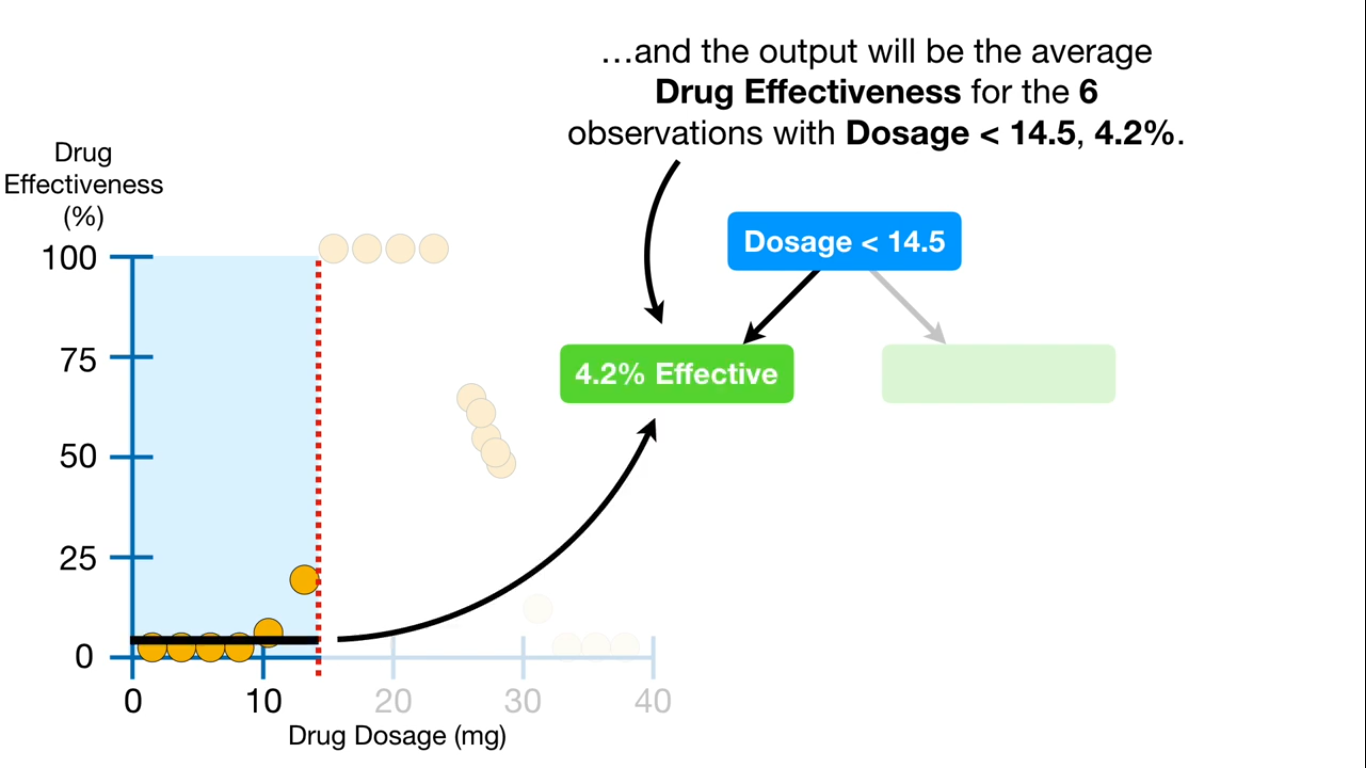 …and the output will be the average
Drug Effectiveness for the 6
observations with Dosage < 14.5, 4.2%.
Drug
Effectiveness
(%)
100
75
50
25
0
0 10 20 30 40
Drug Dosage (mg)
Dosage < 14.5
4.2% Effective